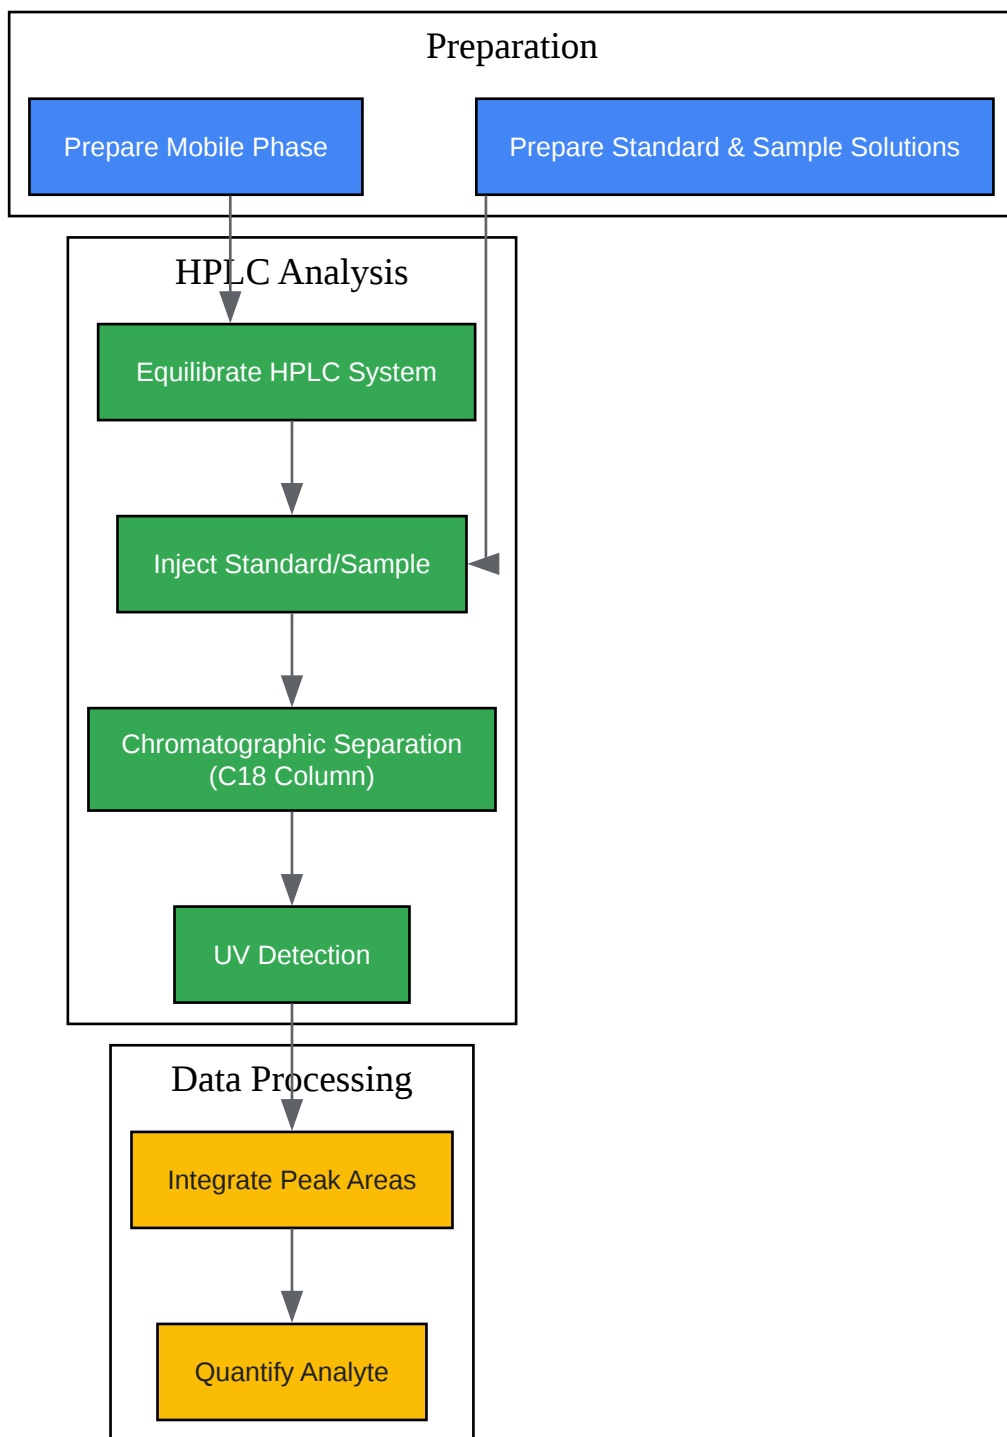 Preparation
Prepare Mobile Phase
Prepare Standard & Sample Solutions
HPLC Analysis
Equilibrate HPLC System
Inject Standard/Sample
Chromatographic Separation
(C18 Column)
UV Detection
Data Processing
Integrate Peak Areas
Quantify Analyte